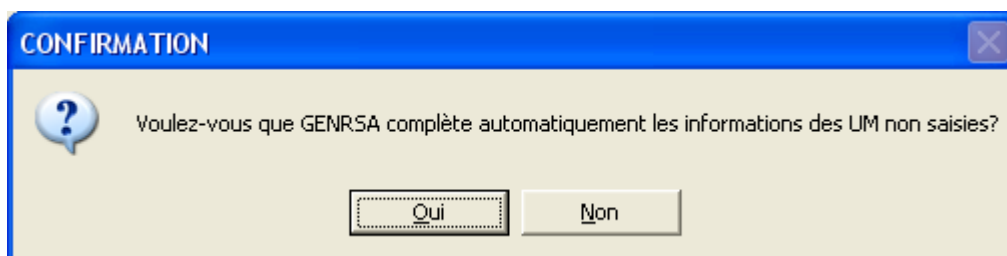 CONFIRMATION
Voulez-vous que GENRSA complète automatiquement les informations des UM non saisies?
Oui
Non